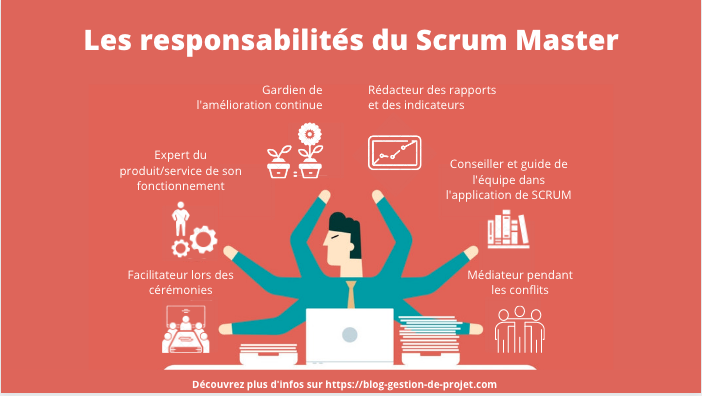 Les responsabilités du Scrum Master
Gardien de
l'amélioration continue
Rédacteur des rapports
et des indicateurs
Expert du
produit/service de son
fonctionnement
Conseiller et guide de
l'équipe dans
l'application de SCRUM
Facilitateur lors des
cérémonies
Médiateur pendant
les conflits
Découvrez plus d'infos sur https://blog-gestion-de-projet.com